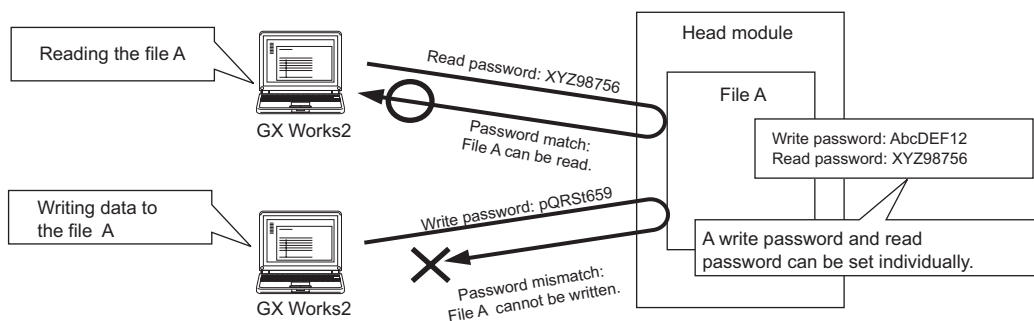 Reading the file A
GX Works2
Read password: XYZ98756
Password match:
File A can be read.
Head module
File A
Write password: AbcDEF12
Read password: XYZ98756
A write password and read
password can be set individually.
Writing data to
the file A
GX Works2
Write password: pQRSt659
Password mismatch:
File A cannot be written.